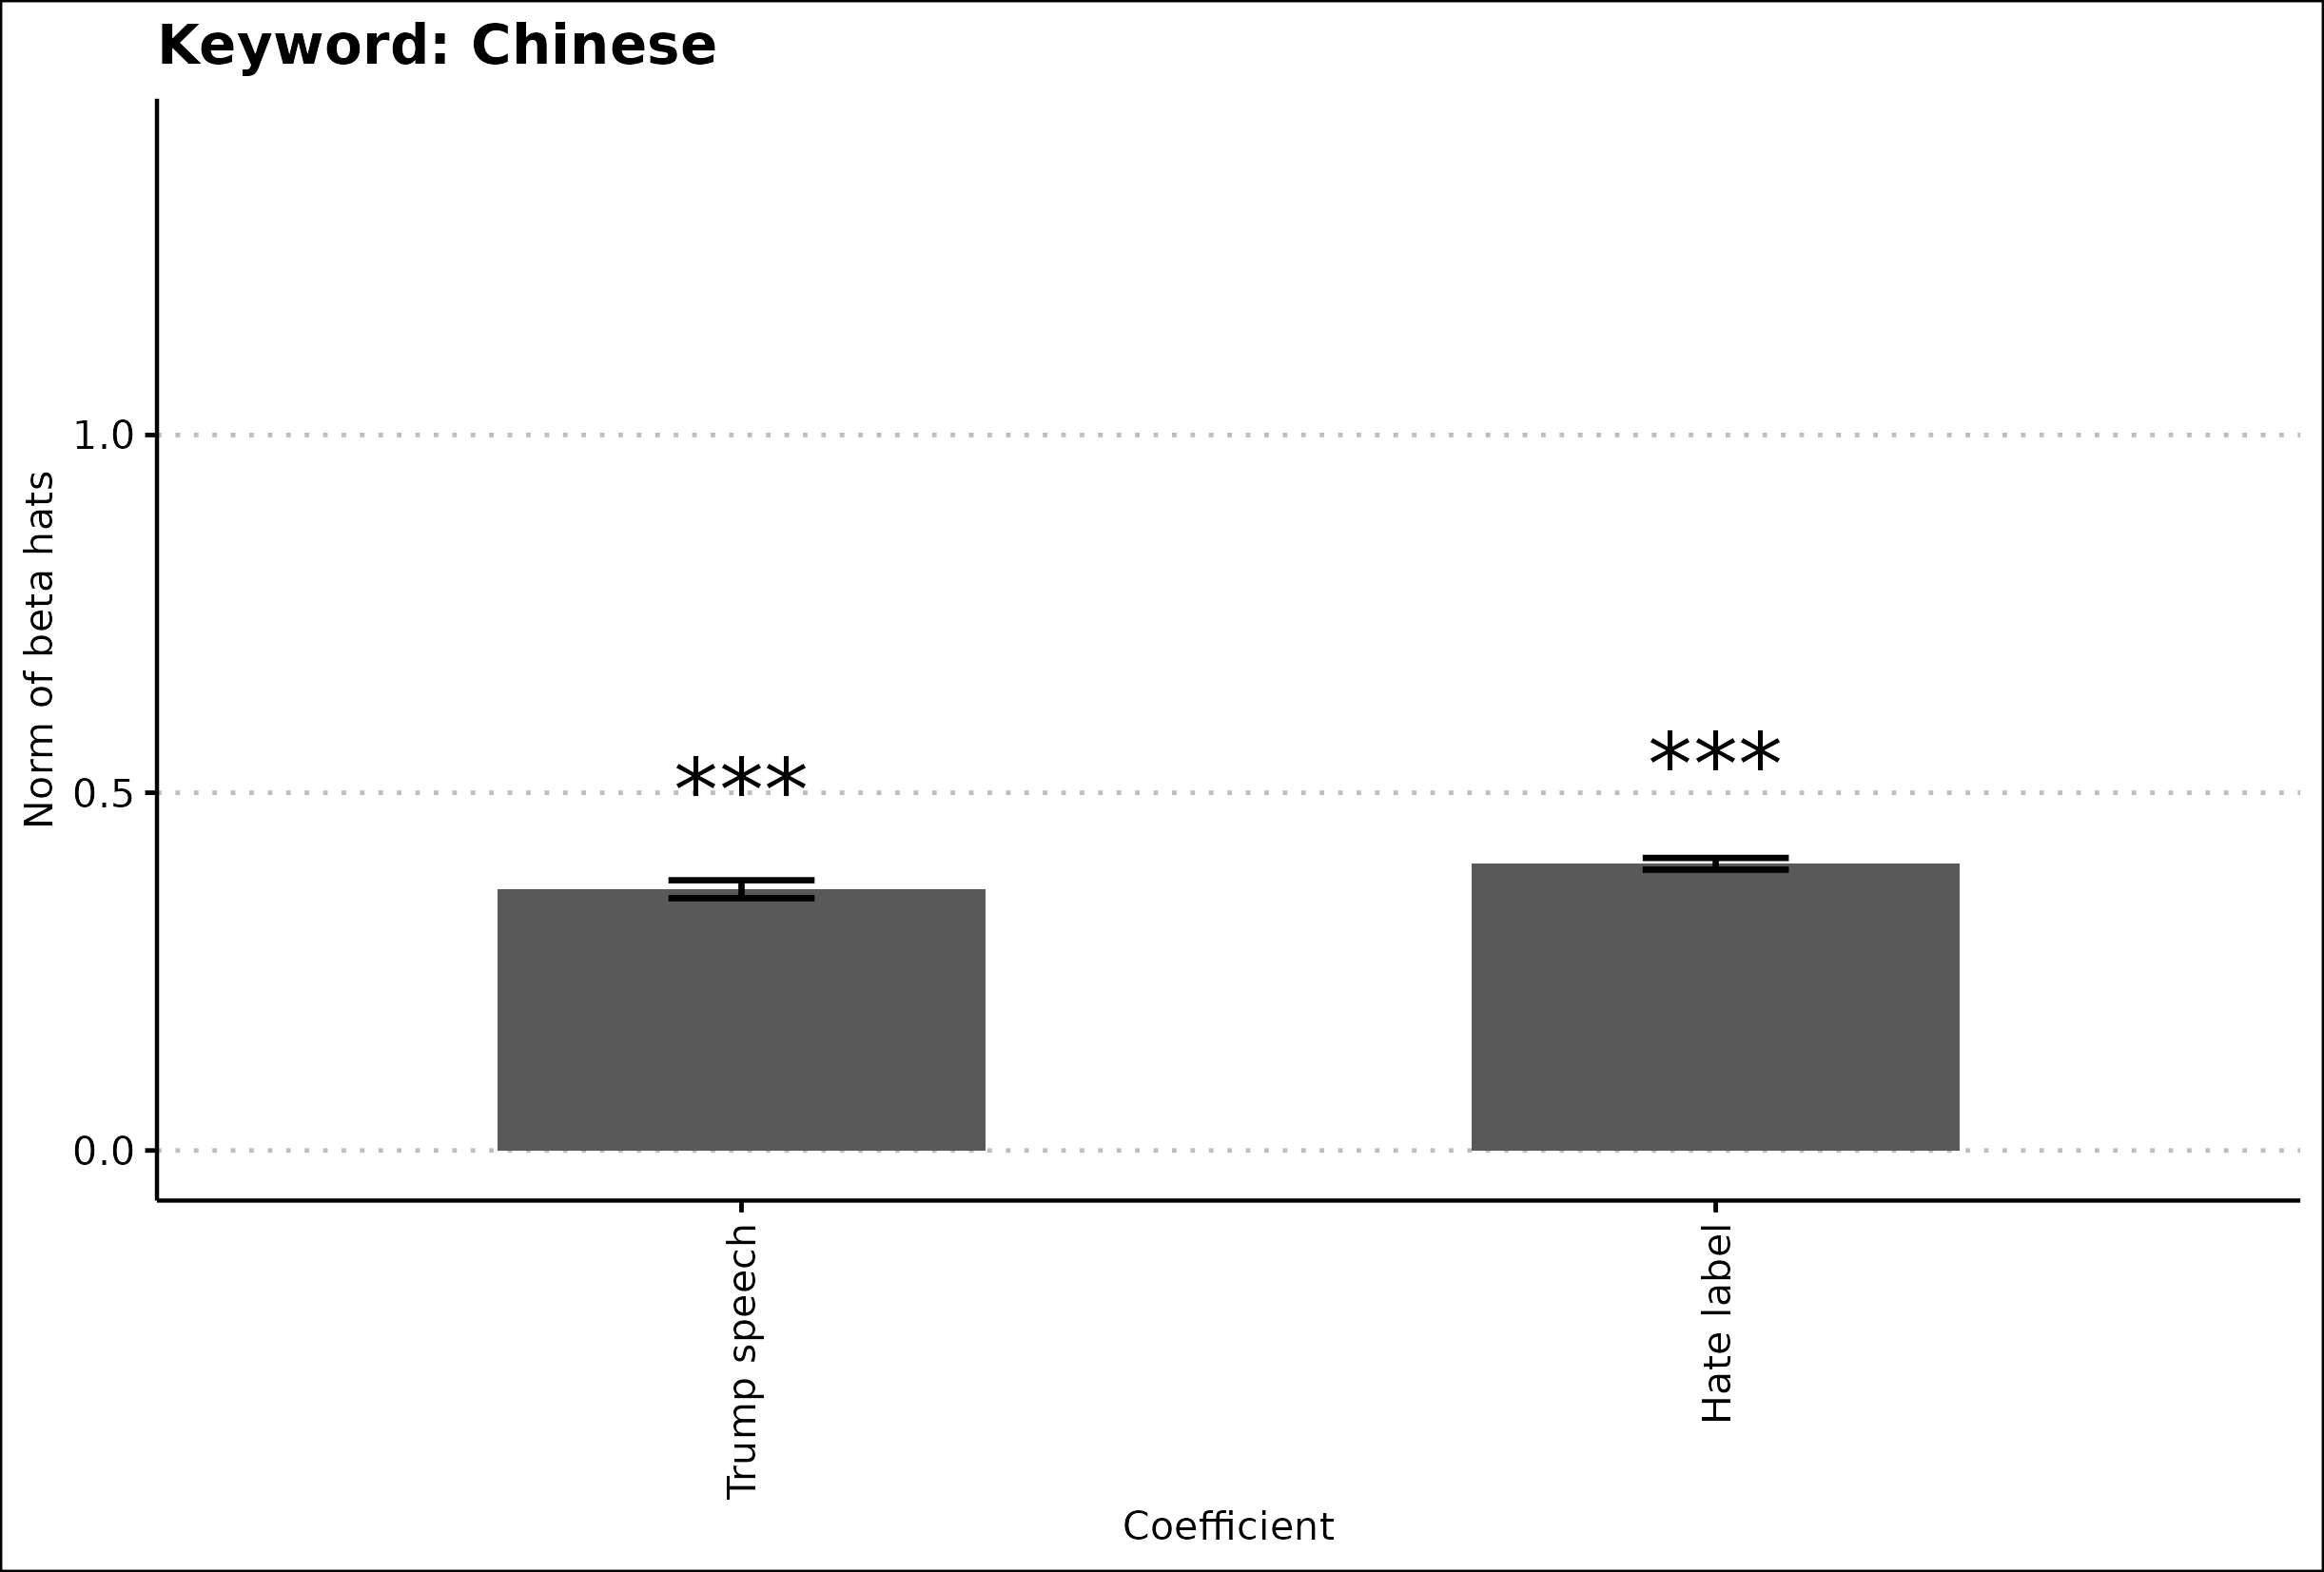 Keyword: Chinese
Norm of beta hats
1.0
0.5
0.0
***
***
Trump speech
Hate label
Coefficient